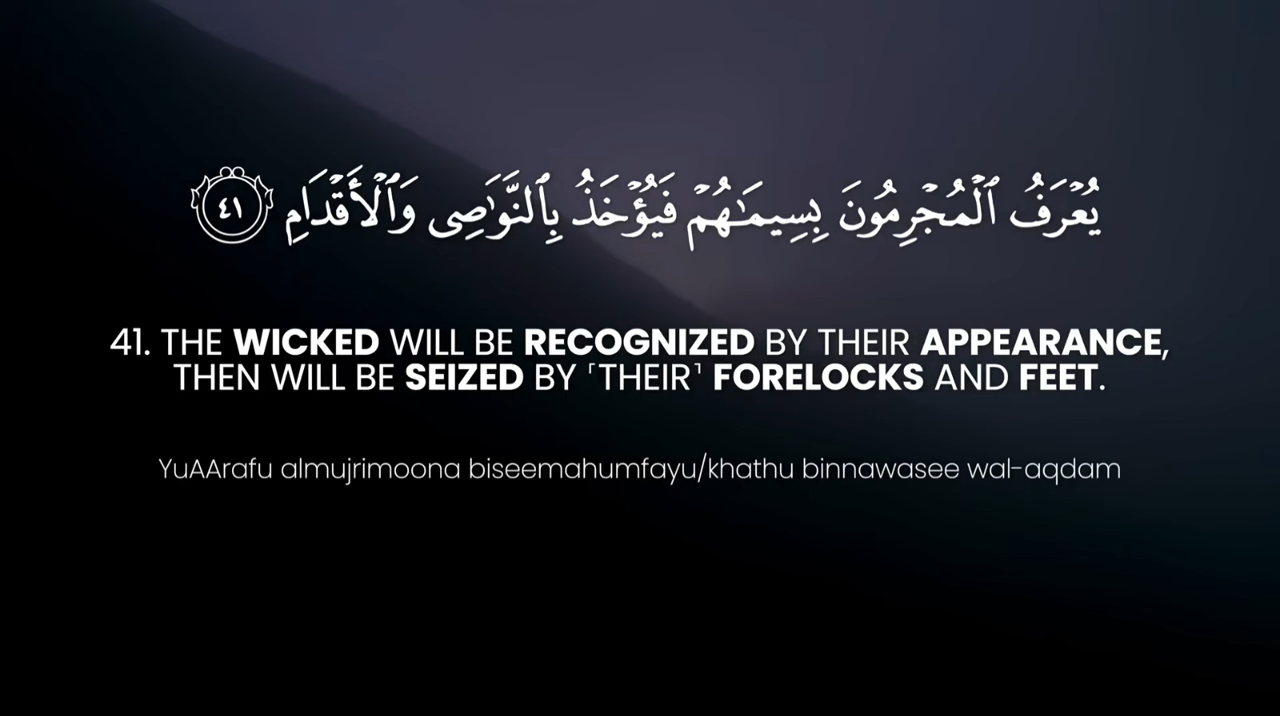 يُعْرَفُ ٱلْمُجْرِمُونَ بِسِيمَـٰهُمْ فَيُؤْخَذُ بِٱلنَّوَٰصِى وَٱلْأَقْدَامِ ٤١
41. THE WICKED WILL BE RECOGNIZED BY THEIR APPEARANCE,
THEN WILL BE SEIZED BY ˹THEIR˺ FORELOCKS AND FEET.
YuAArafu almujrimoona biseemahumfayu/khathu binnawasee wal-aqdam